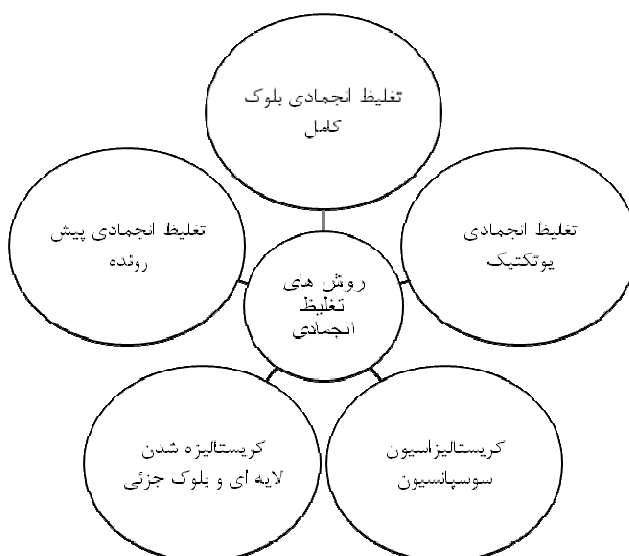 تغلیظ انجمادی بلوک
کامل
تغلیظ انجمادی
یوتکتیک
تغلیظ انجمادی پیش
رونده
روش های
تغلیظ
انجمادی
کریستالیزاسیون
سوسپانسیون
کریستالیزه شدن
لایه ای و بلوک جزئی